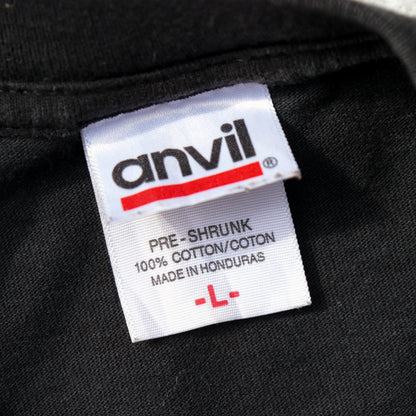 anvil®
PRE-SHRUNK
100% COTTON/COTON
MADE IN HONDURAS
-L-